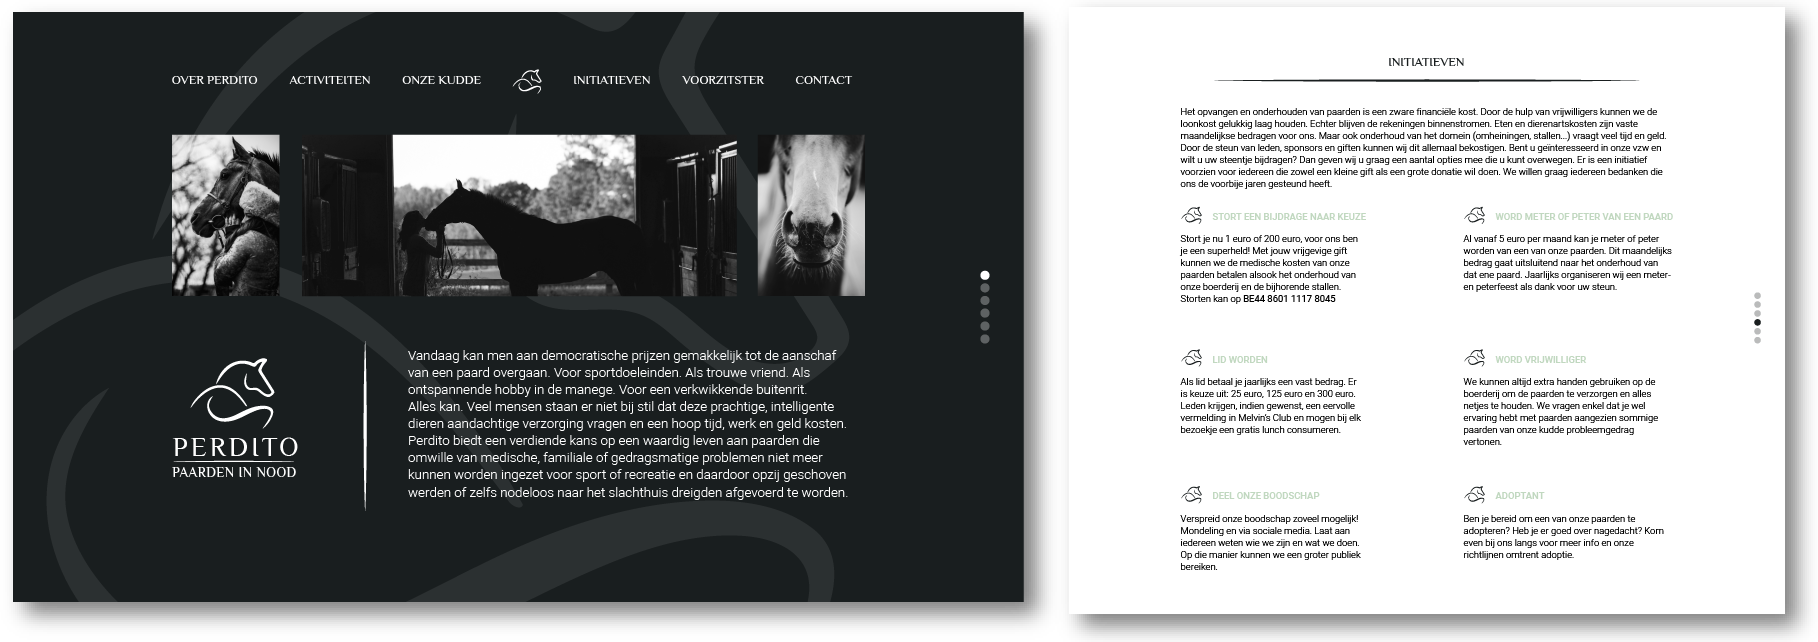 OVER PERDITO ACTIVITEITEN ONZE KUDDE INITIATIEVEN VOORZITSTER CONTACT
PERDITO
PAARDEN IN NOOD
Vandaag kan men aan democratische prijzen gemakkelijk tot de aanschaf
van een paard overgaan. Voor sportdoeleinden. Als trouwe vriend. Als
ontspannende hobby in de manege. Voor een verkwikkende buitenrit.
Alles kan. Veel mensen staan er niet bij stil dat deze prachtige, intelligente
dieren aandachtige verzorging vragen en een hoop tijd, werk en geld kosten.
Perdito biedt een verdiende kans op een waardig leven aan paarden die
omwille van medische, familiale of gedragsmatige problemen niet meer
kunnen worden ingezet voor sport of recreatie en daardoor opzij geschoven
werden of zelfs nodeloos naar het slachthuis dreigden afgevoerd te worden.
INITIATIEVEN
Het opvangen en onderhouden van paarden is een zware financiële kost. Door de hulp van vrijwilligers kunnen we de
loonkost gelukkig laag houden. Echter blijven de rekeningen binnenstromen. Eten en dierenartskosten zijn vaste
maandelijkse bedragen voor ons. Maar ook onderhoud van het domein (omheiningen, stallen...) vraagt veel tijd en geld.
Door de steun van leden, sponsors en giften kunnen wij dit allemaal bekostigen. Bent u geïnteresseerd in onze vzw en
wilt u uw steentje bijdragen? Dan geven wij u graag een aantal opties mee die u kunt overwegen. Er is een initiatief
voorzien voor iedereen die zowel een kleine gift als een grote donatie wil doen. We willen graag iedereen bedanken die
ons de voorbije jaren gesteund heeft.
STORT EEN BIJDRAGE NAAR KEUZE
Stort je nu 1 euro of 200 euro, voor ons ben
je een superheld! Met jouw vrijgevige gift
kunnen we de medische kosten van onze
paarden betalen alsook het onderhoud van
onze boerderij en de bijhorende stallen.
Storten kan op BE44 8601 1117 8045
WORD METER OF PETER VAN EEN PAARD
Al vanaf 5 euro per maand kan je meter of peter
worden van een van onze paarden. Dit maandelijks
bedrag gaat uitsluitend naar het onderhoud van
dat ene paard. Jaarlijks organiseren wij een meter-
en peterfeest als dank voor uw steun.
LID WORDEN
Als lid betaal je jaarlijks een vast bedrag. Er
is keuze uit: 25 euro, 125 euro en 300 euro.
Leden krijgen, indien gewenst, een eervolle
vermelding in Melvin's Club en mogen bij elk
bezoekje een gratis lunch consumeren.
WORD VRIJWILLIGER
We kunnen altijd extra handen gebruiken op de
boerderij om de paarden te verzorgen en alles
netjes te houden. We vragen enkel dat je wel
ervaring hebt met paarden aangezien sommige
paarden van onze kudde probleemgedrag
vertonen.
DEEL ONZE BOODSCHAP
Verspreid onze boodschap zoveel mogelijk!
Mondeling en via sociale media. Laat aan
iedereen weten wie we zijn en wat we doen.
Op die manier kunnen we een groter publiek
bereiken.
ADOPTANT
Ben je bereid om een van onze paarden te
adopteren? Heb je er goed over nagedacht? Kom
even bij ons langs voor meer info en onze
richtlijnen omtrent adoptie.